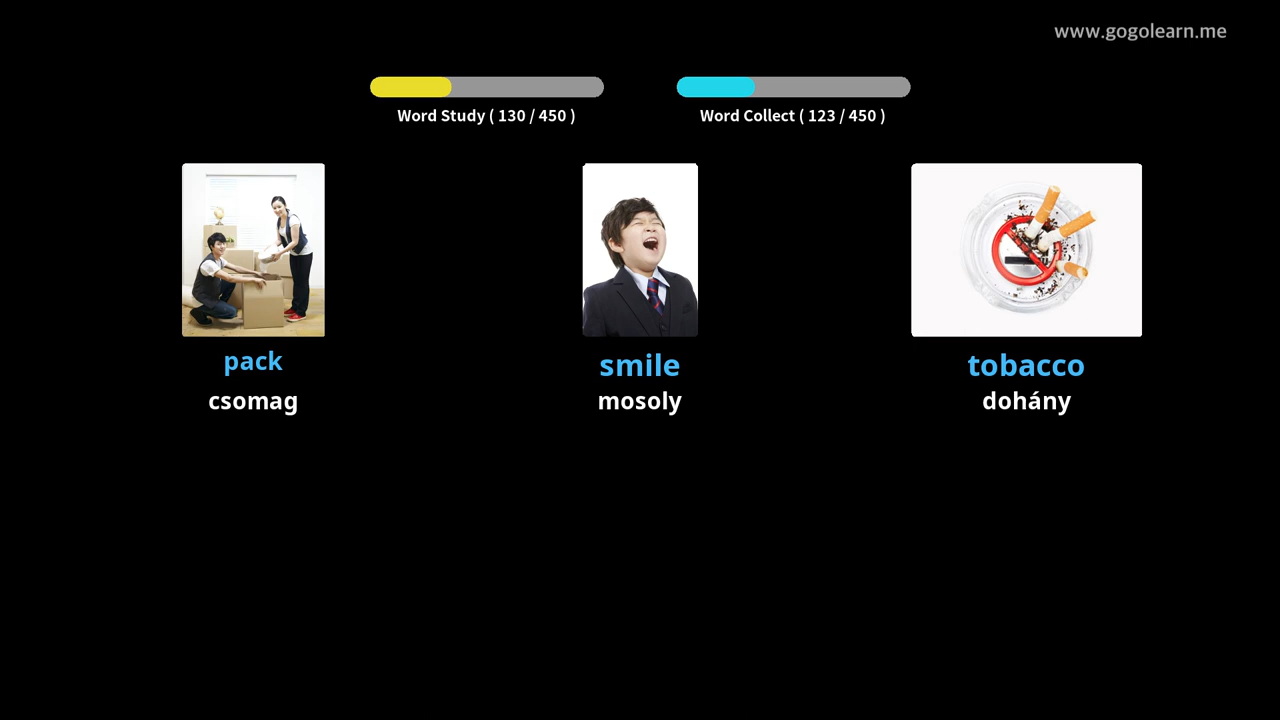 www.gogolearn.me
Word Study ( 130 / 450 )
Word Collect ( 123 / 450 )
pack
csomag
smile
mosoly
tobacco
dohány